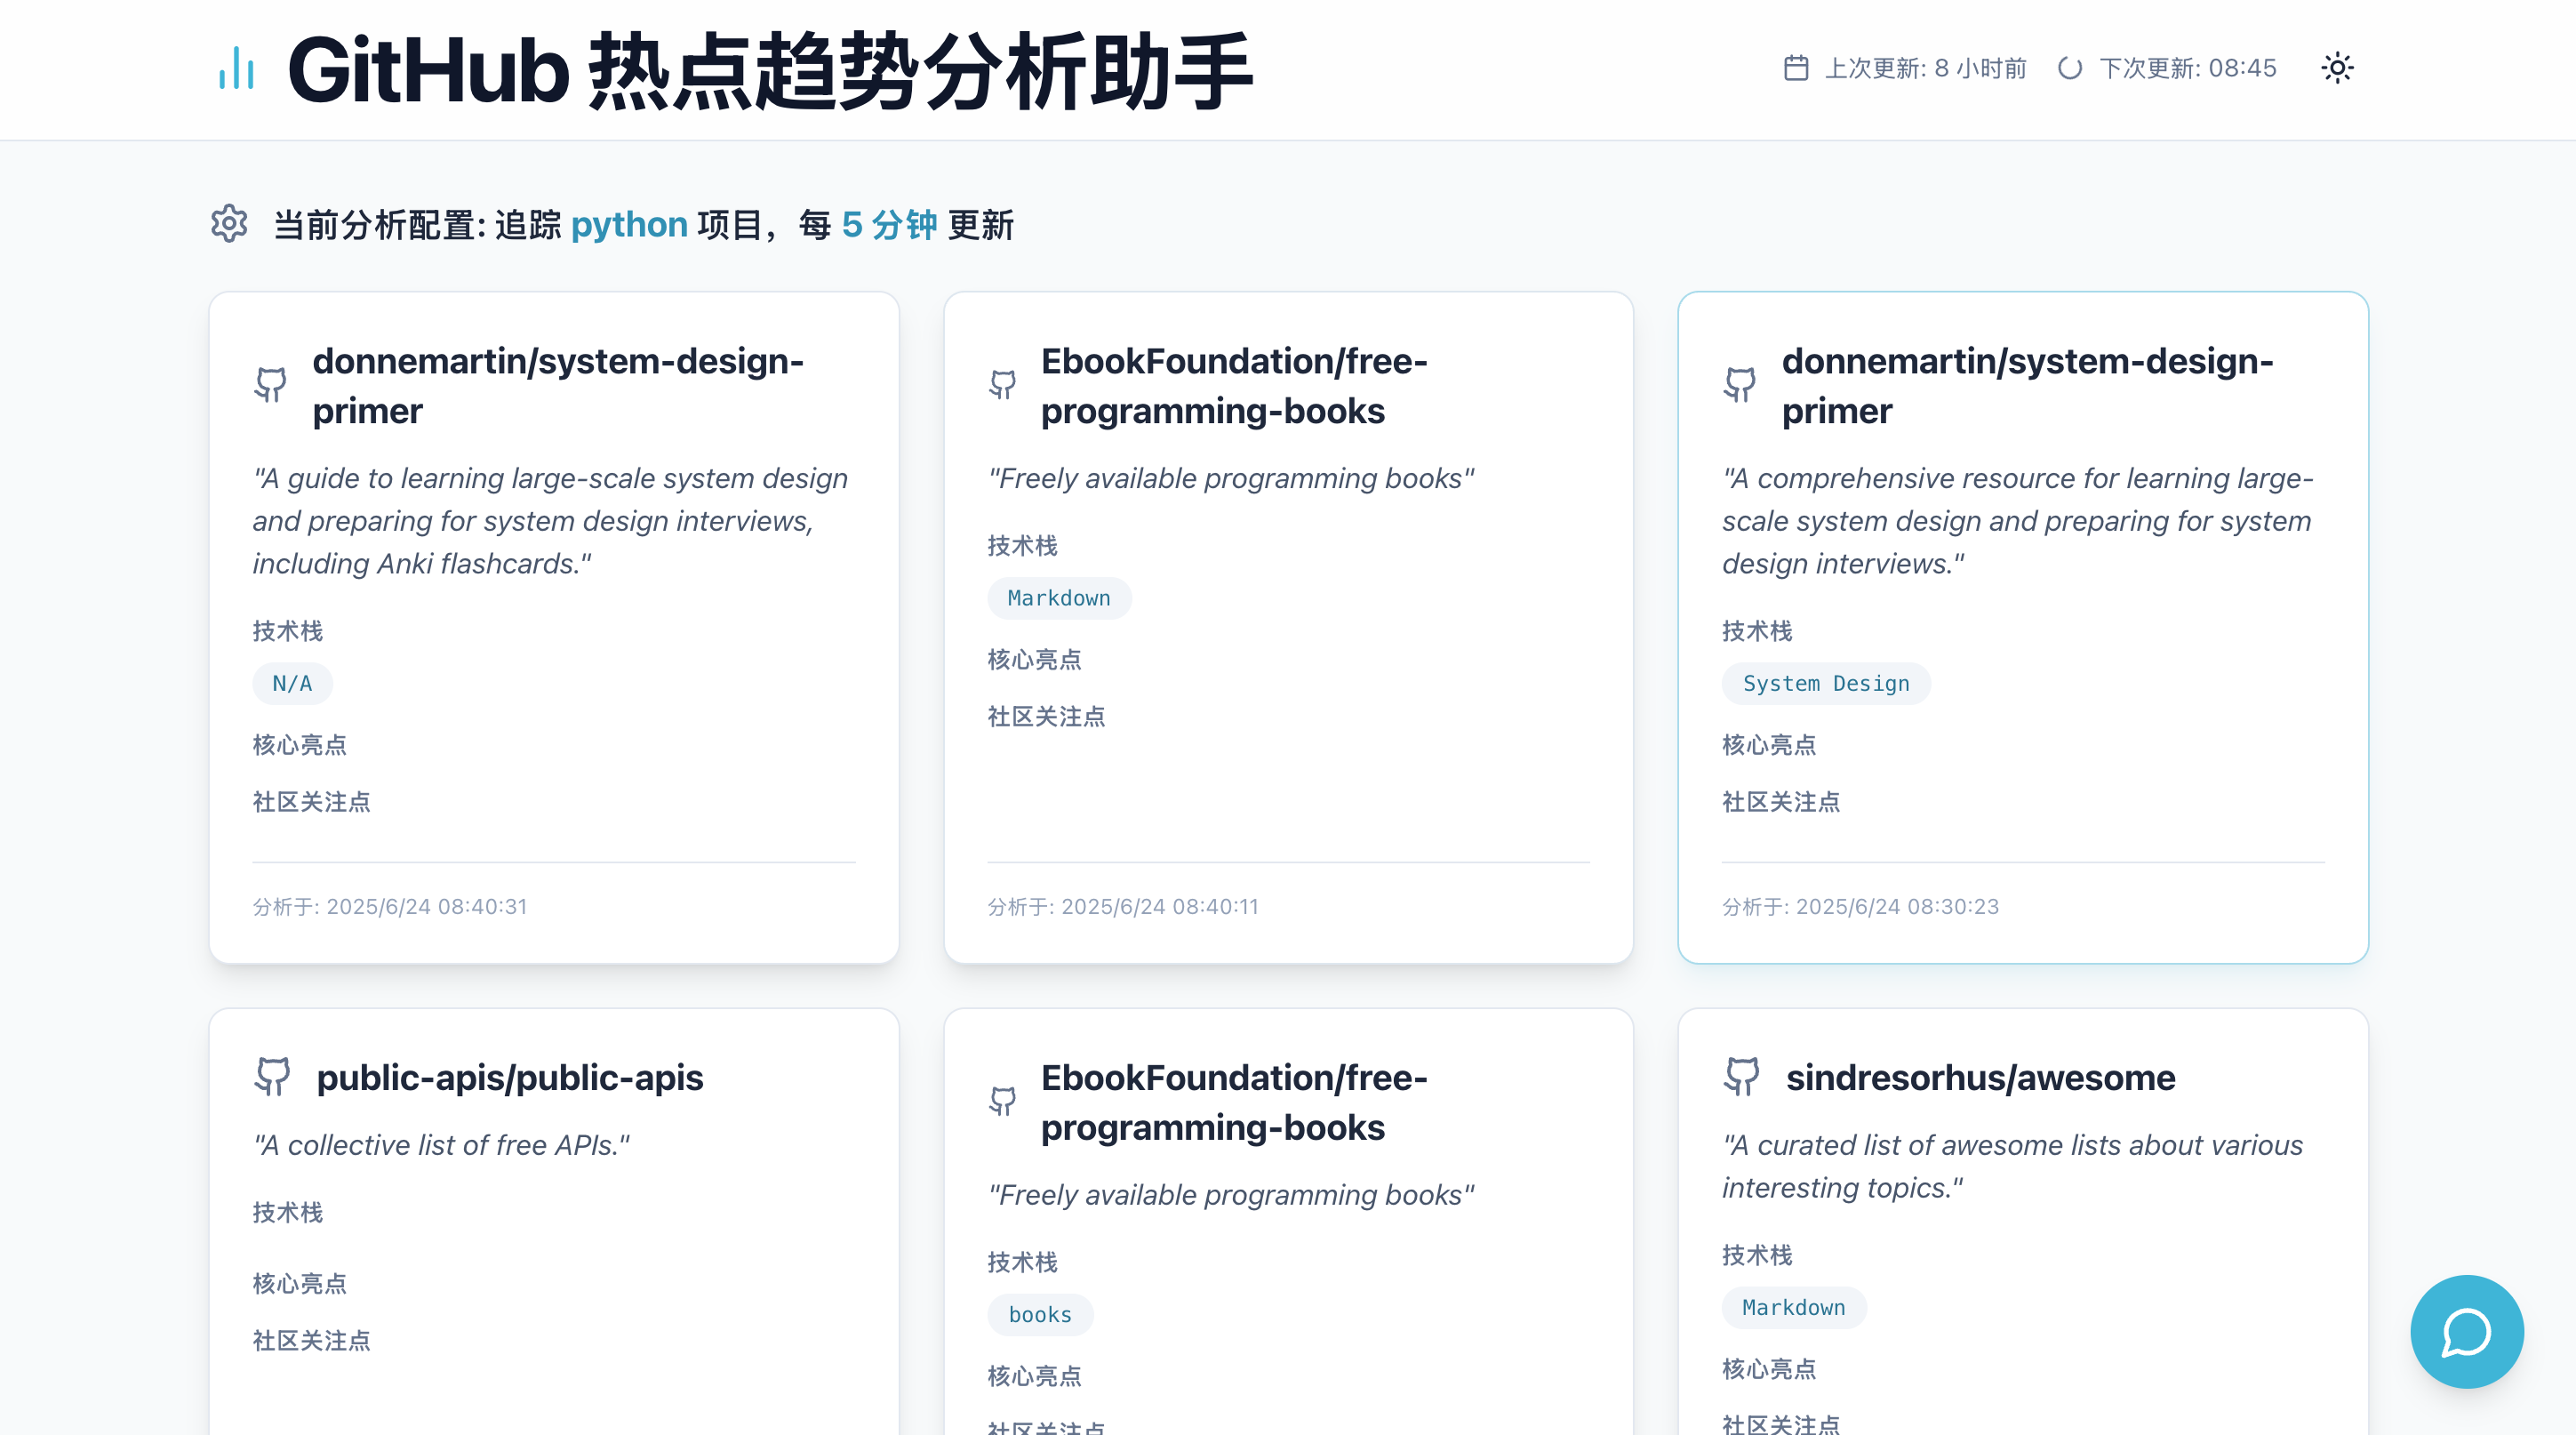 GitHub 热点趋势分析助手
上次更新: 8 小时前
下次更新: 08:45
当前分析配置: 追踪 python 项目，每 5 分钟 更新
donnemartin/system-design-
primer
"A guide to learning large-scale system design
and preparing for system design interviews,
including Anki flashcards."
技术栈
N/A
核心亮点
社区关注点
分析于: 2025/6/24 08:40:31
EbookFoundation/free-
programming-books
"Freely available programming books"
技术栈
Markdown
核心亮点
社区关注点
分析于: 2025/6/24 08:40:11
donnemartin/system-design-
primer
"A comprehensive resource for learning large-
scale system design and preparing for system
design interviews."
技术栈
System Design
核心亮点
社区关注点
分析于: 2025/6/24 08:30:23
public-apis/public-apis
"A collective list of free APIs."
技术栈
核心亮点
社区关注点
EbookFoundation/free-
programming-books
"Freely available programming books"
技术栈
books
核心亮点
社区关注点
sindresorhus/awesome
"A curated list of awesome lists about various
interesting topics."
技术栈
Markdown
核心亮点
社区关注点